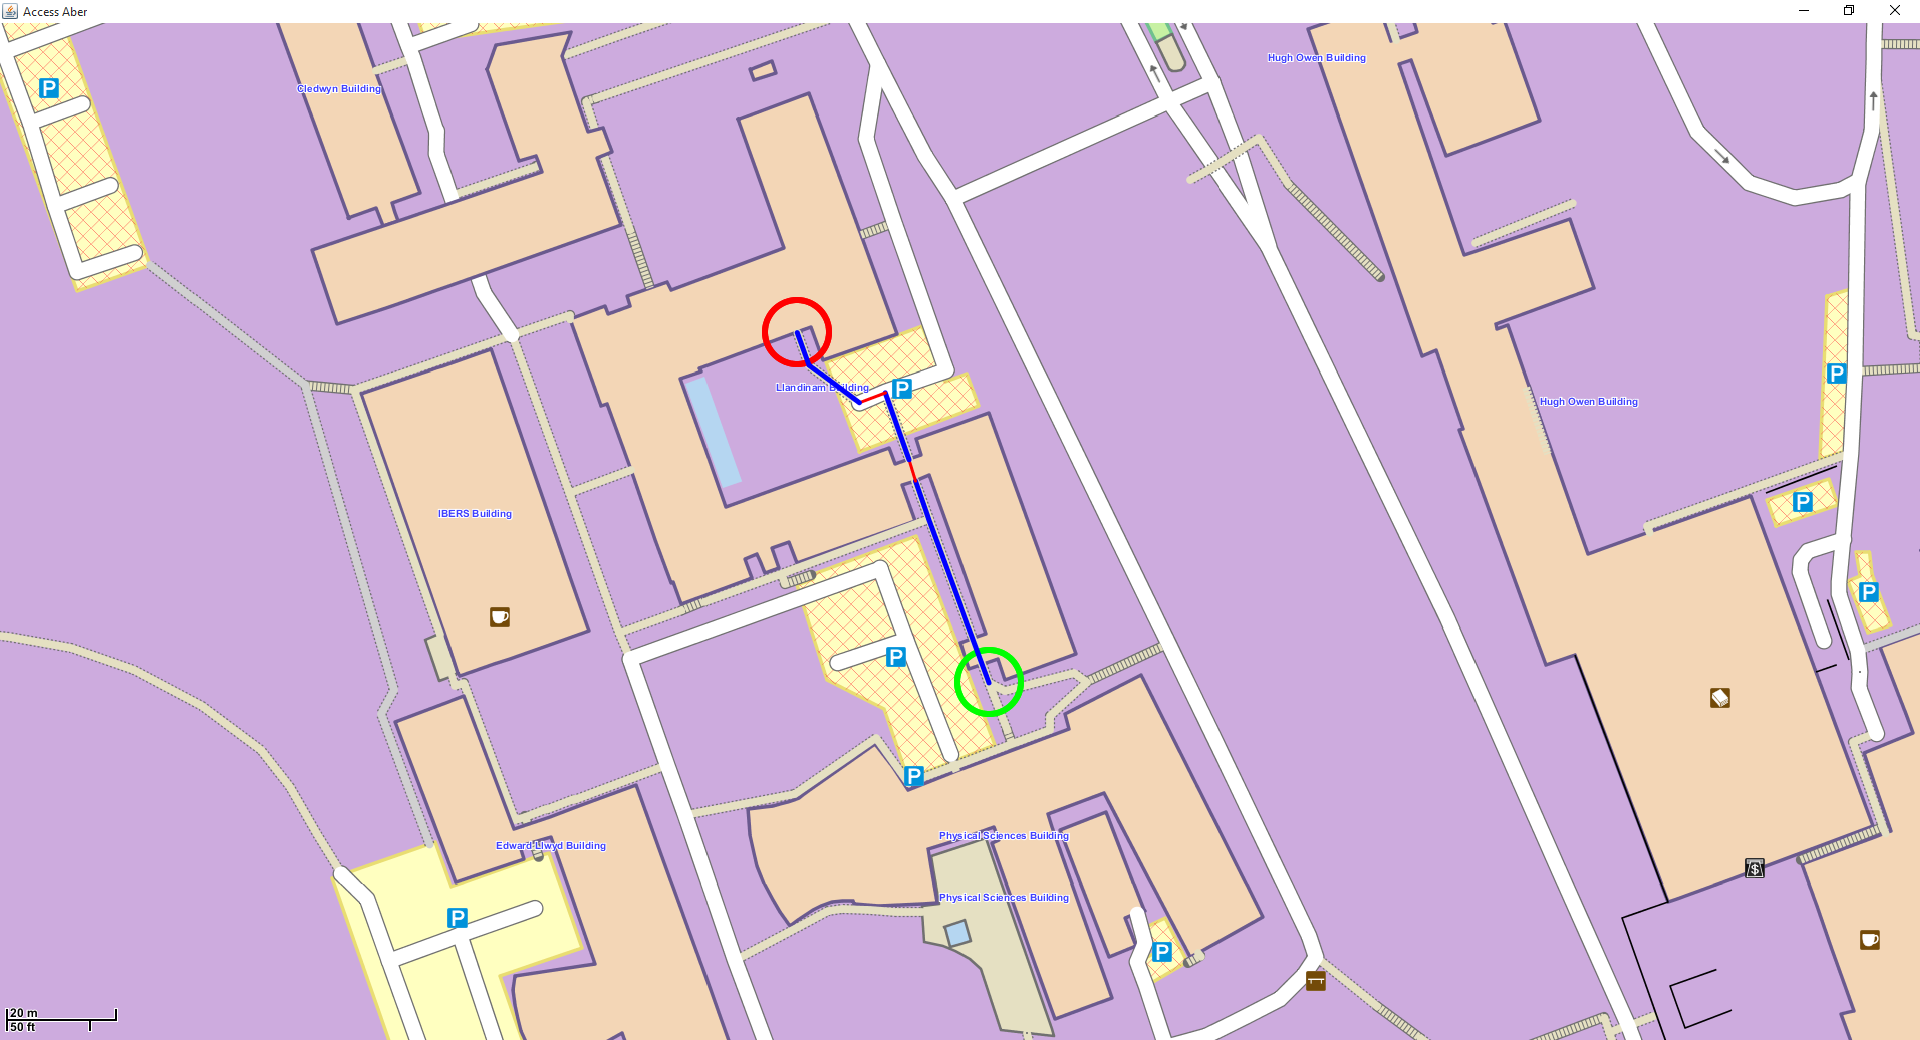 Access Aber
Hugh Owen Building
P
Cledwyn Building
P
Llandinam Building
P
Hugh Owen Building
P
IBERS Building
P
P
P
Physical Sciences Building
Edward Llwyd Building
$
Physical Sciences Building
P
P
20 m
50 ft